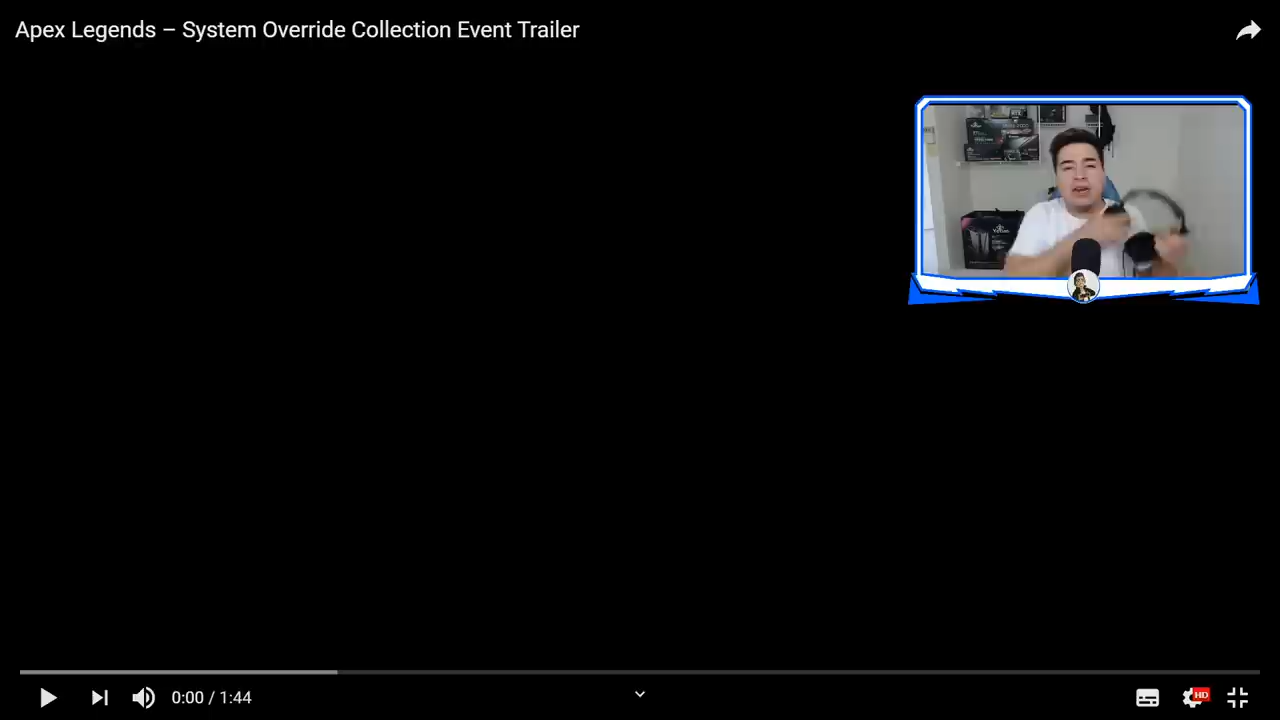 Apex Legends – System Override Collection Event Trailer
0:00 / 1:44
HD